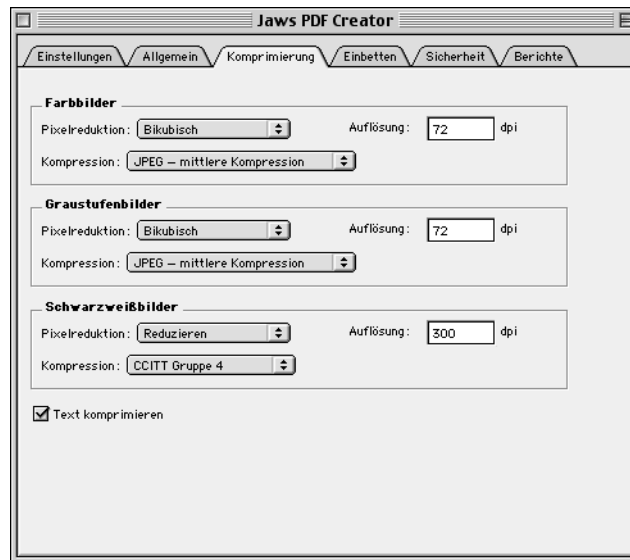 Jaws PDF Creator
Einstellungen Allgemein Komprimierung Einbetten Sicherheit Berichte
Farbbilder
Pixelreduktion: Bikubisch Auflösung: 72 dpi
Kompression: JPEG – mittlere Kompression
Graustufenbilder
Pixelreduktion: Bikubisch Auflösung: 72 dpi
Kompression: JPEG – mittlere Kompression
Schwarzweißbilder
Pixelreduktion: Reduzieren Auflösung: 300 dpi
Kompression: CCITT Gruppe 4
Text komprimieren